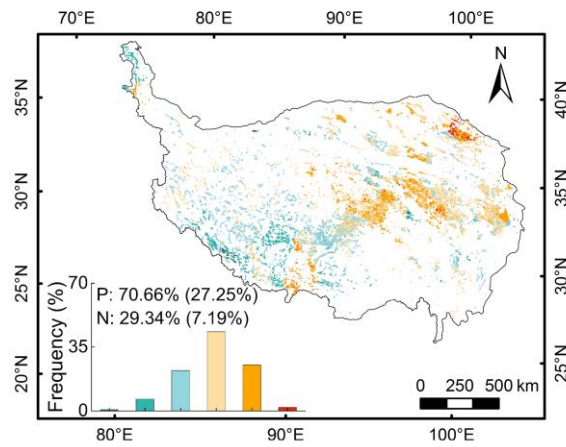 70°E 80°E 90°E 100°E
N
35°N
30°N
25°N
20°N
40°N
35°N
30°N
25°N
70
35
0
Frequency (%)
P: 70.66% (27.25%)
N: 29.34% (7.19%)
0 250 500 km
80°E 90°E 100°E